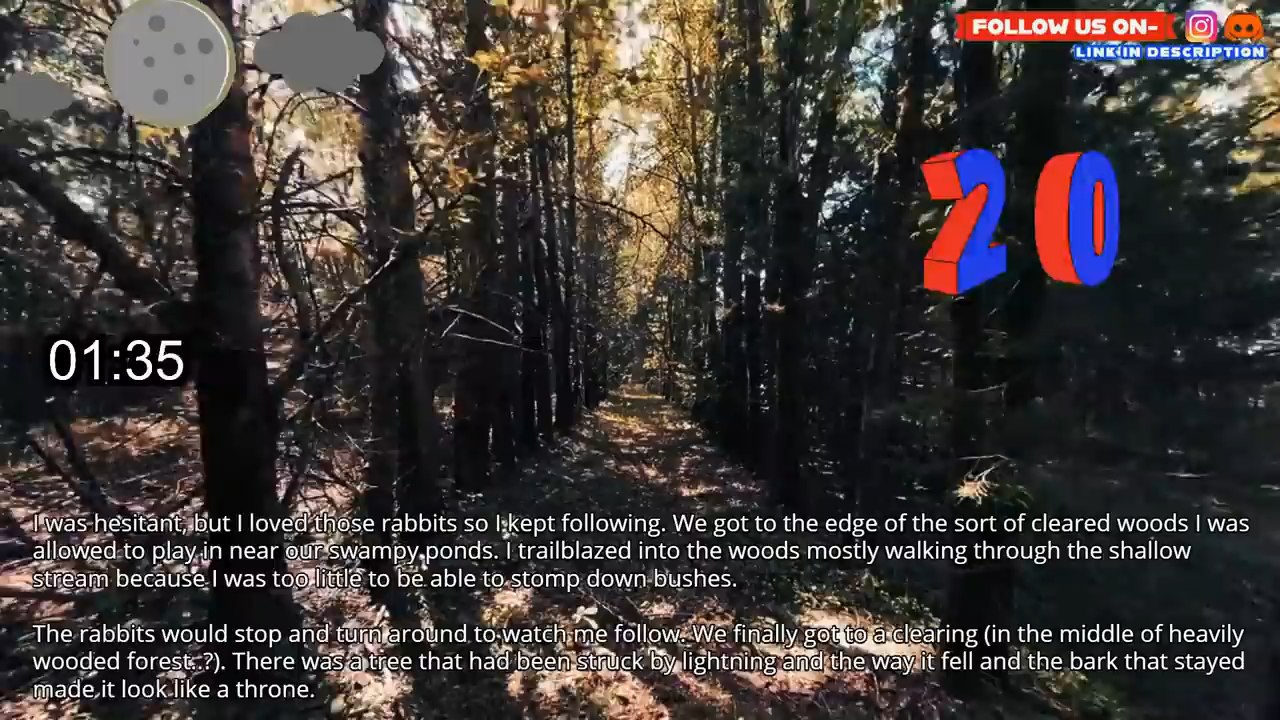 FOLLOW US ON-
LINK IN DESCRIPTION
20
01:35
I was hesitant, but I loved those rabbits so I kept following. We got to the edge of the sort of cleared woods I was
allowed to play in near our swampy ponds. I trailblazed into the woods mostly walking through the shallow
stream because I was too little to be able to stomp down bushes.
The rabbits would stop and turn around to watch me follow. We finally got to a clearing (in the middle of heavily
wooded forest..?). There was a tree that had been struck by lightning and the way it fell and the bark that stayed
made it look like a throne.